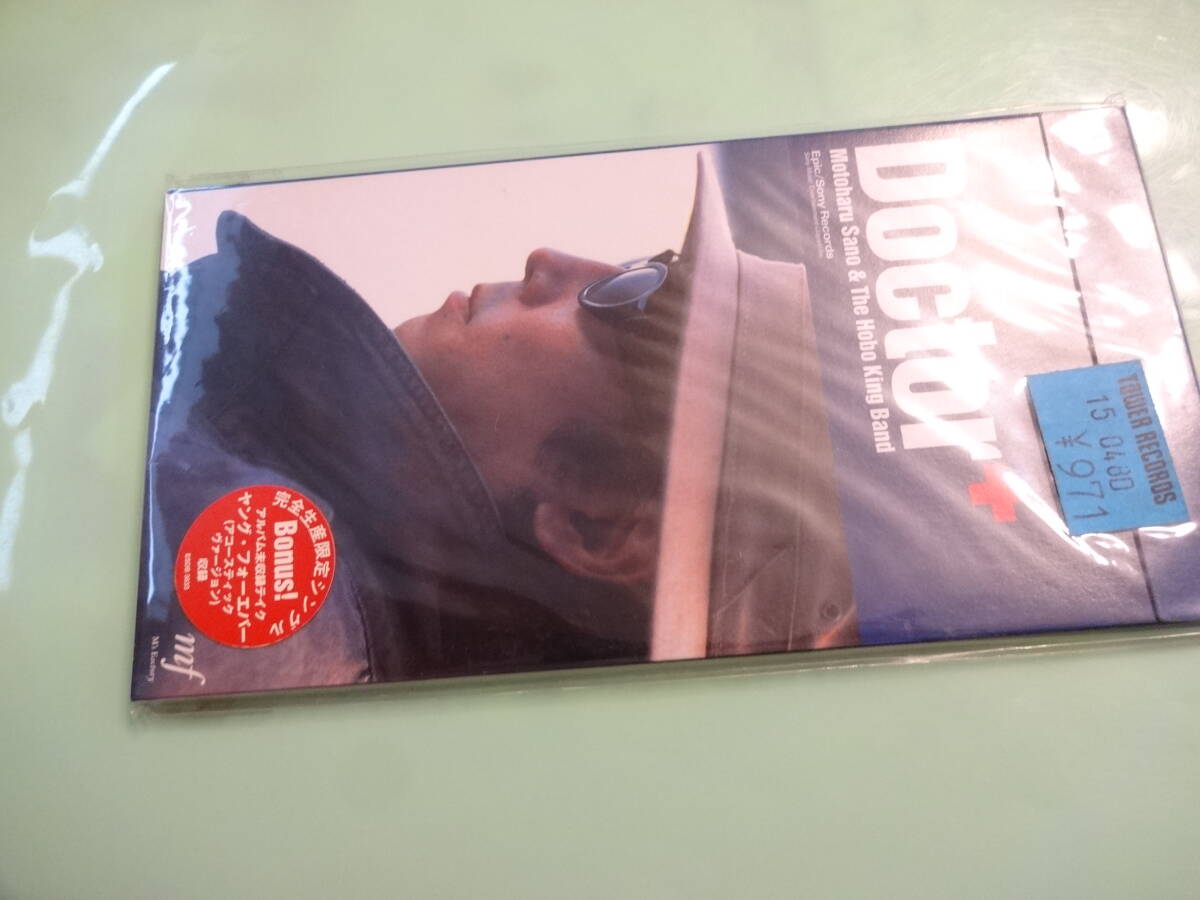 Doctor
Motoharu Sano & The Hobo King Band
Epic/Sony Records
TOWER RECORDS
15 0480
¥971
完全生産限定シングル
Bonus!
アルバム未収録テイク
ヤング・フォーエバー
(アコースティック
ヴァージョン)
収録
mf
M's Factory